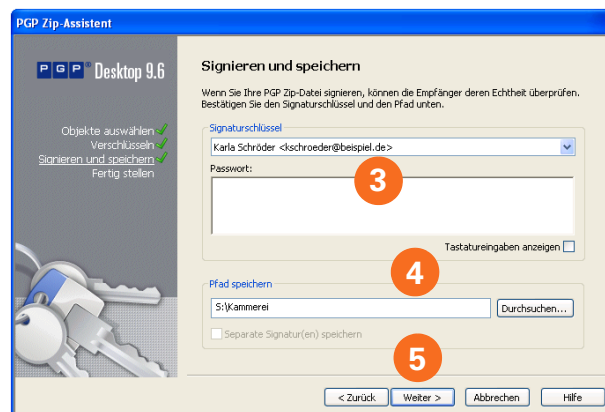 PGP Zip-Assistent
PGP® Desktop 9.6
Objekte auswählen
Verschlüsseln
Signieren und speichern
Fertig stellen
Signieren und speichern
Wenn Sie Ihre PGP Zip-Datei signieren, können die Empfänger deren Echtheit überprüfen.
Bestätigen Sie den Signaturschlüssel und den Pfad unten.
Signaturschlüssel
Karla Schröder <kschroeder@beispiel.de>
Passwort:
3
Tastatureingaben anzeigen
4
Pfad speichern
S:\Kammerei
Durchsuchen...
Separate Signatur(en) speichern
5
< Zurück
Weiter >
Abbrechen
Hilfe